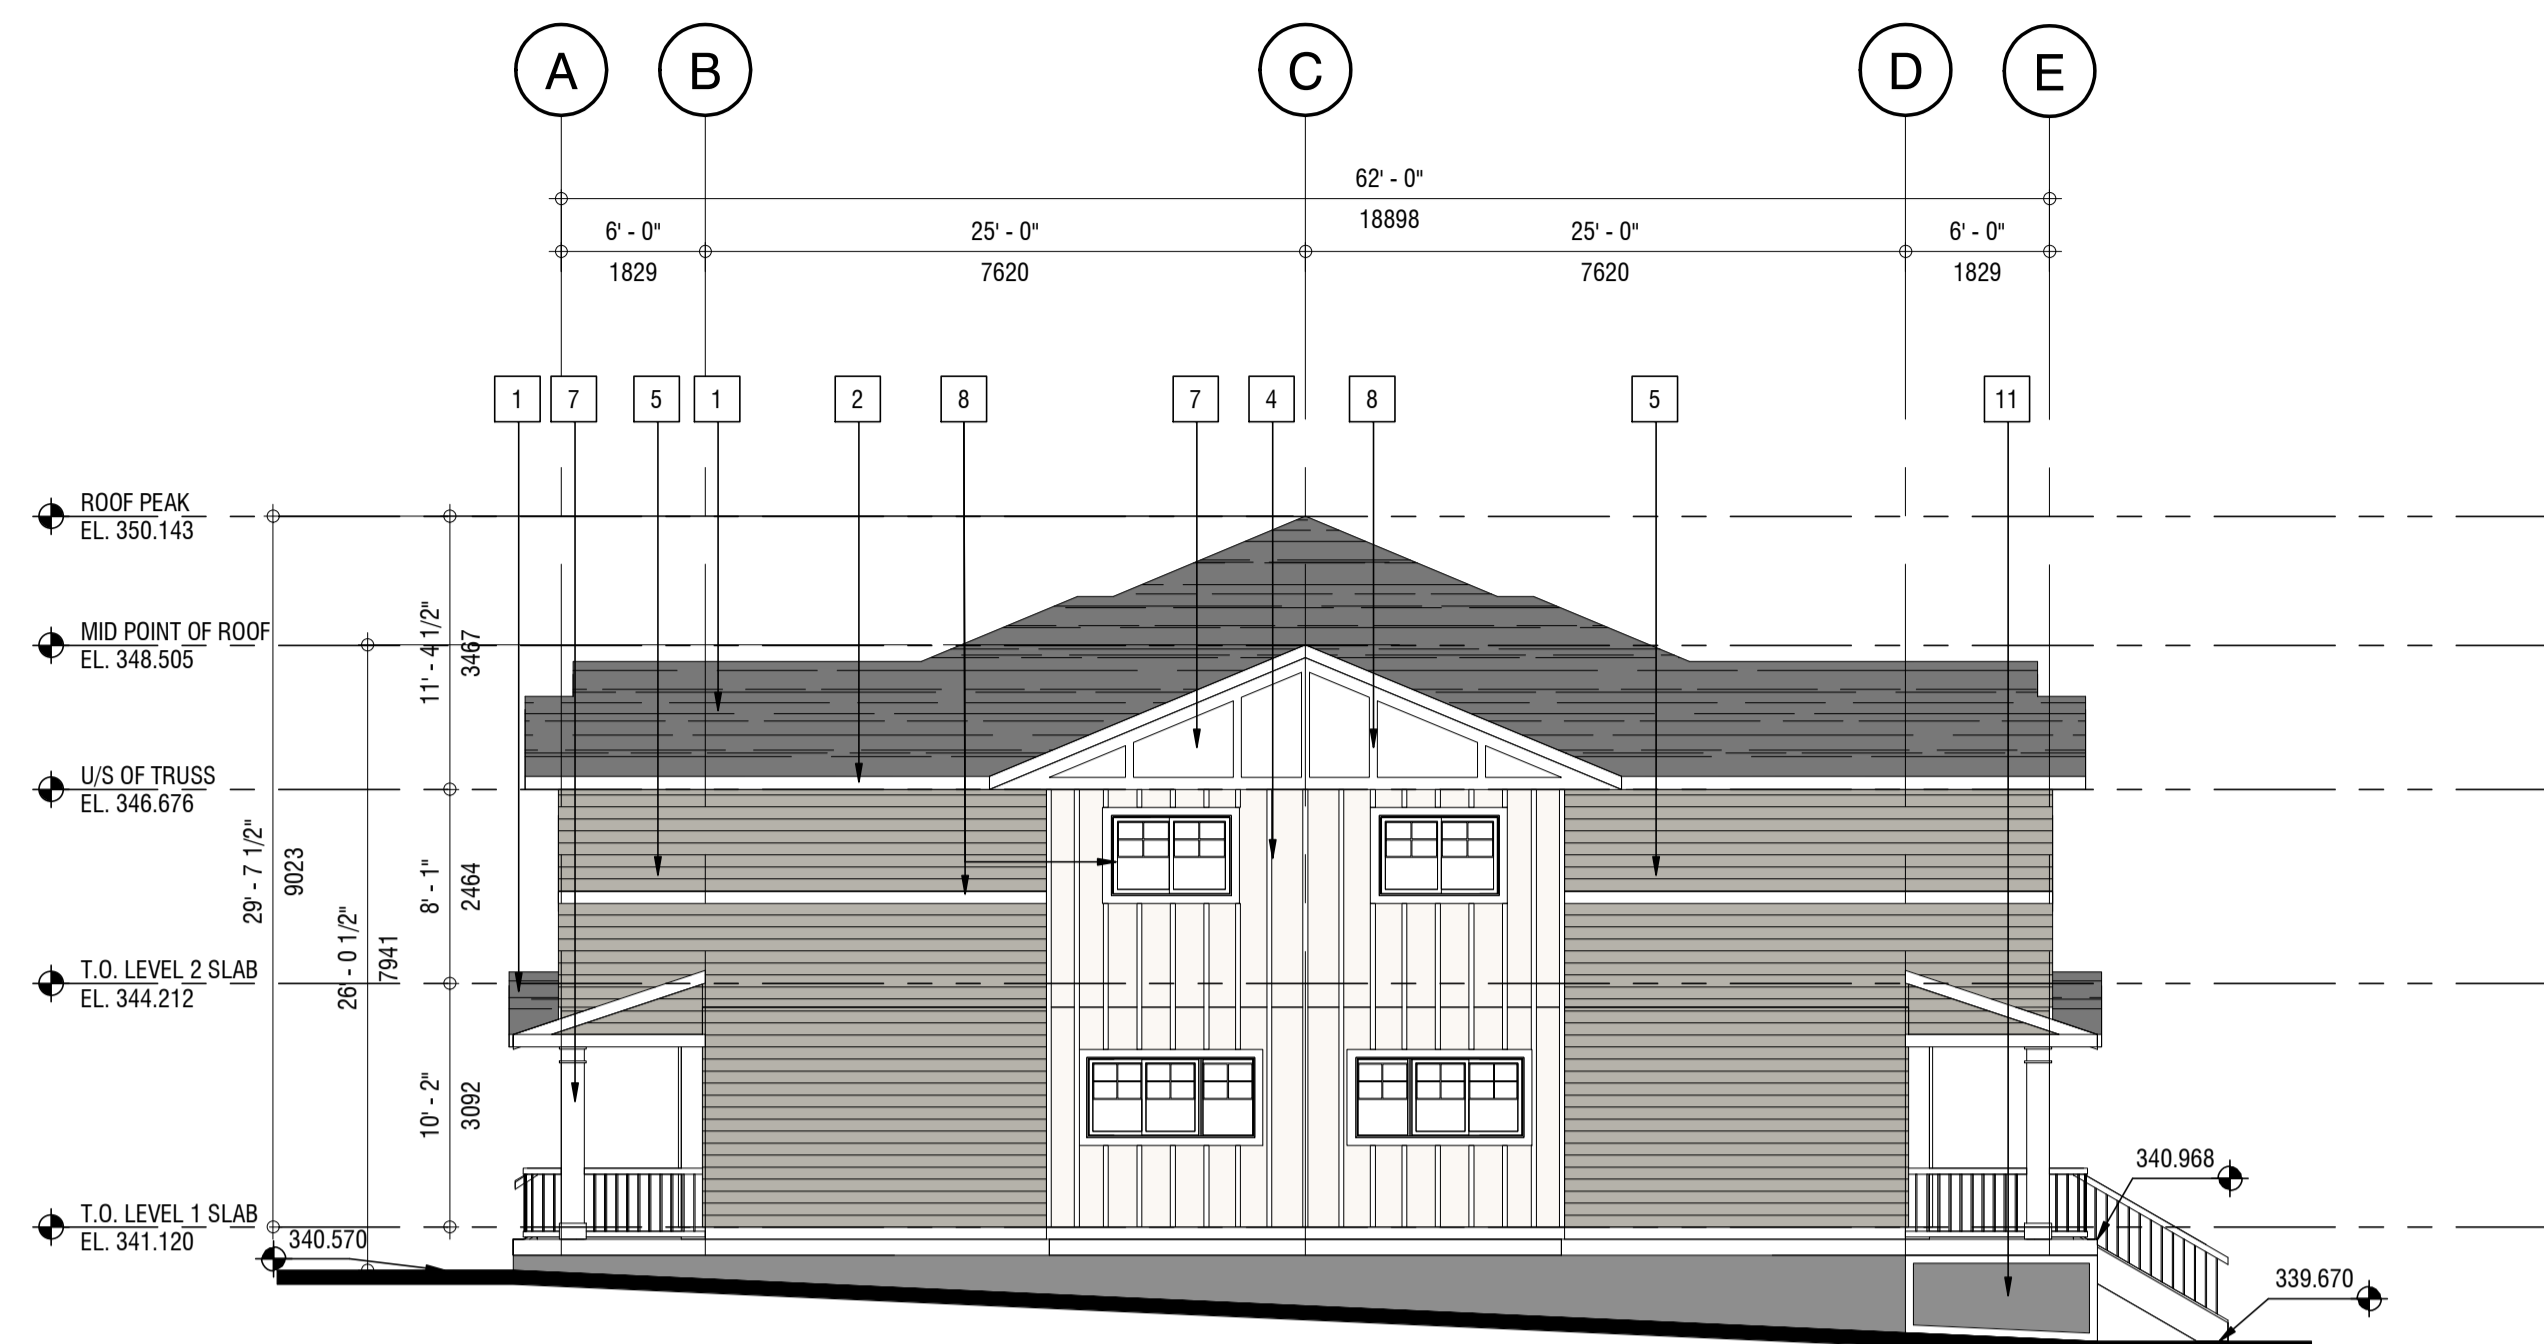 A B C D E
62' - 0"
18898
6' - 0" 25' - 0" 25' - 0" 6' - 0"
1829 7620 7620 1829
1 7 5 1 2 8 7 4 8 5 11
ROOF PEAK
EL. 350.143
MID POINT OF ROOF
EL. 348.505
11' - 4 1/2"
3467
U/S OF TRUSS
EL. 346.676
29' - 7 1/2"
9023
8' - 1"
2464
26' - 0 1/2"
7941
T.O. LEVEL 2 SLAB
EL. 344.212
10' - 2"
3092
340.968
T.O. LEVEL 1 SLAB
EL. 341.120
340.570
339.670